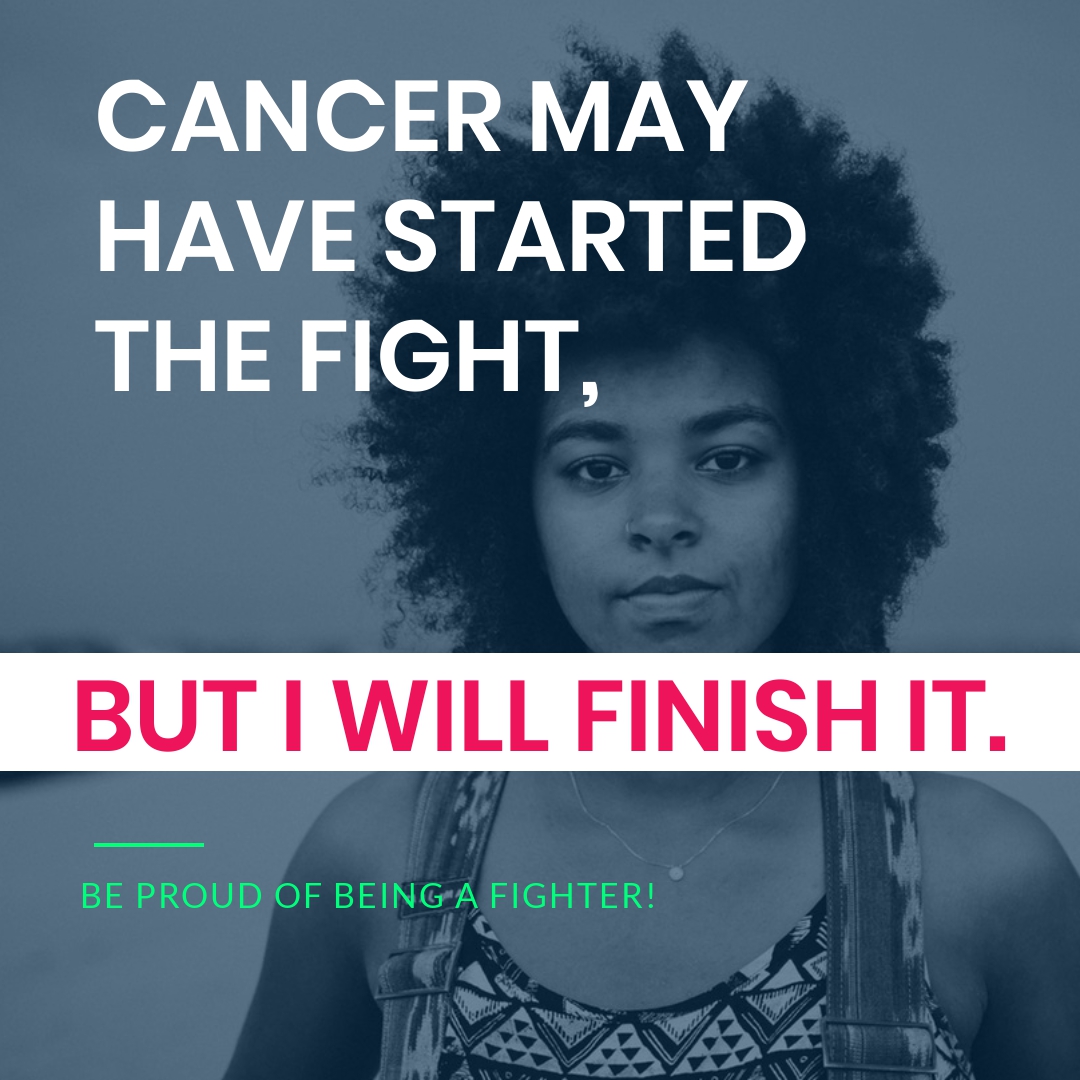 CANCER MAY
HAVE STARTED
THE FIGHT,
BUT I WILL FINISH IT.
BE PROUD OF BEING A FIGHTER!